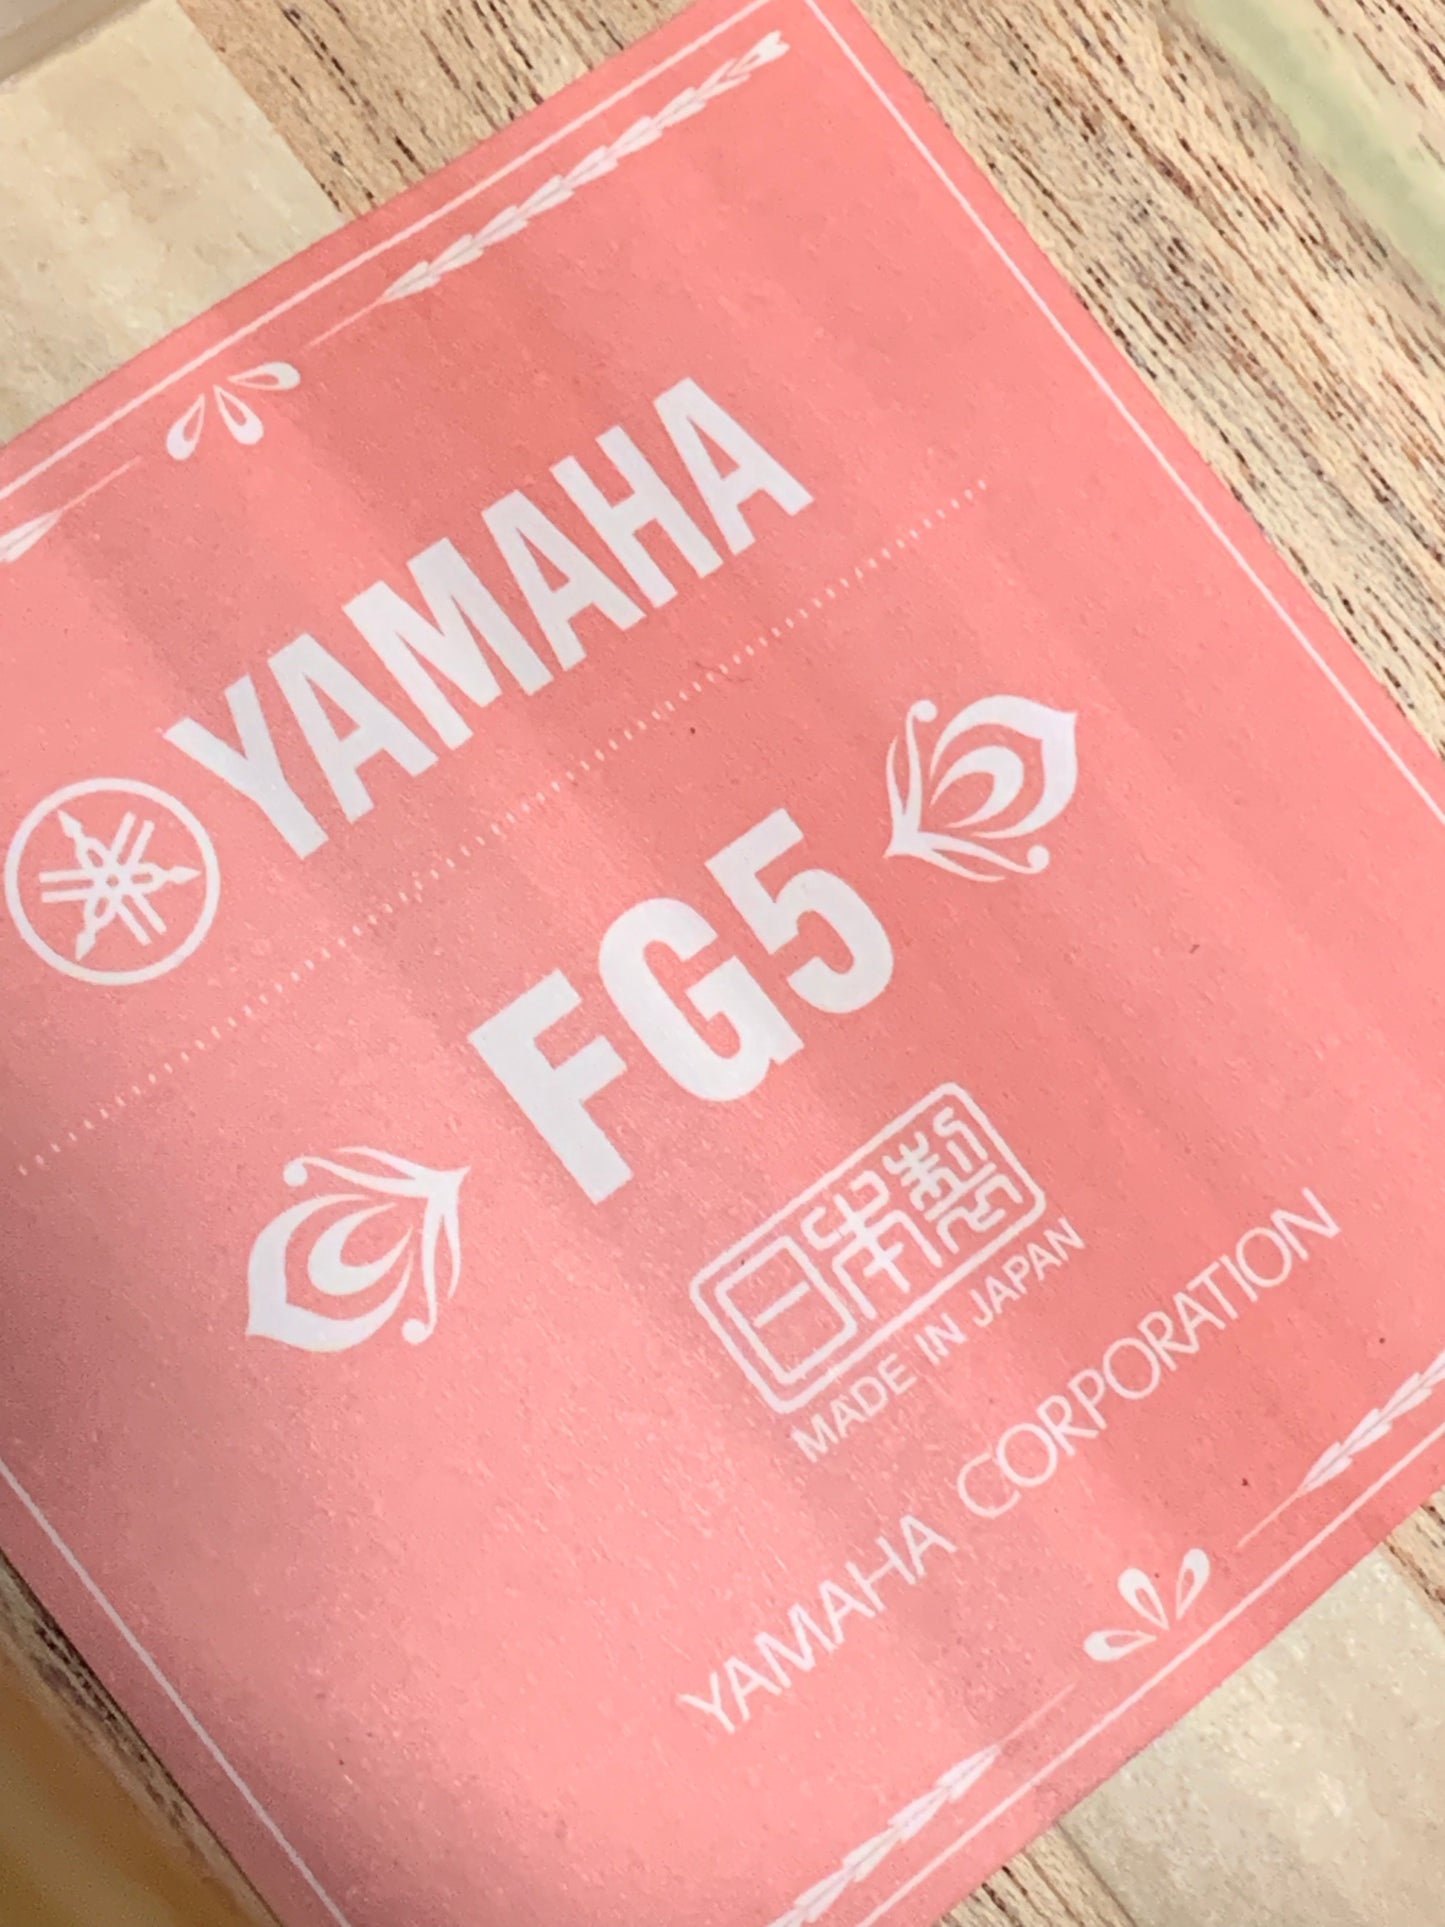 YAMAHA
FG5
日本製
MADE IN JAPAN
YAMAHA CORPORATION